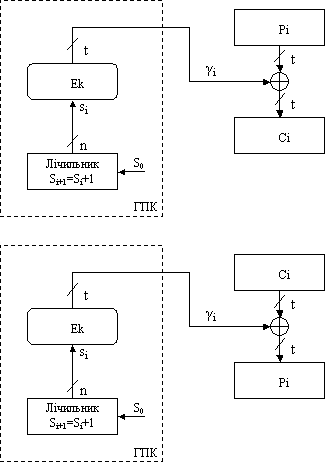 Pi
t
t
γi
Ek
t
si
n
Лічильник
Si+1=Si+1
S0
Ci
ГПК
Ci
t
t
γi
Ek
t
si
n
Лічильник
Si+1=Si+1
S0
Pi
ГПК